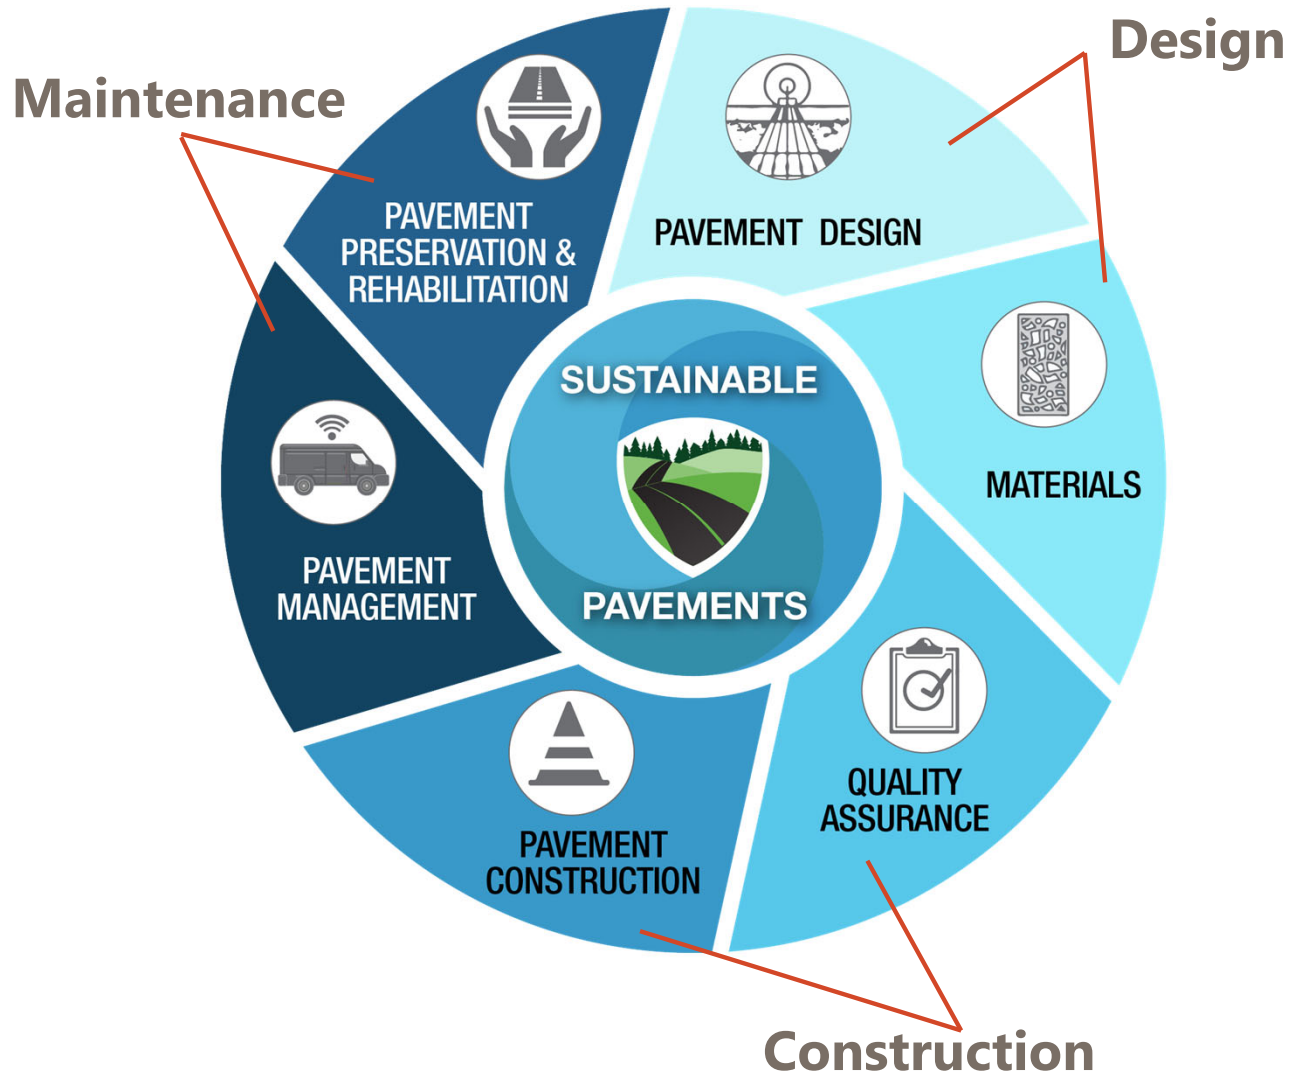 Design
Maintenance
PAVEMENT
PRESERVATION &
REHABILITATION
PAVEMENT DESIGN
SUSTAINABLE
PAVEMENTS
MATERIALS
PAVEMENT
MANAGEMENT
QUALITY
ASSURANCE
PAVEMENT
CONSTRUCTION
Construction